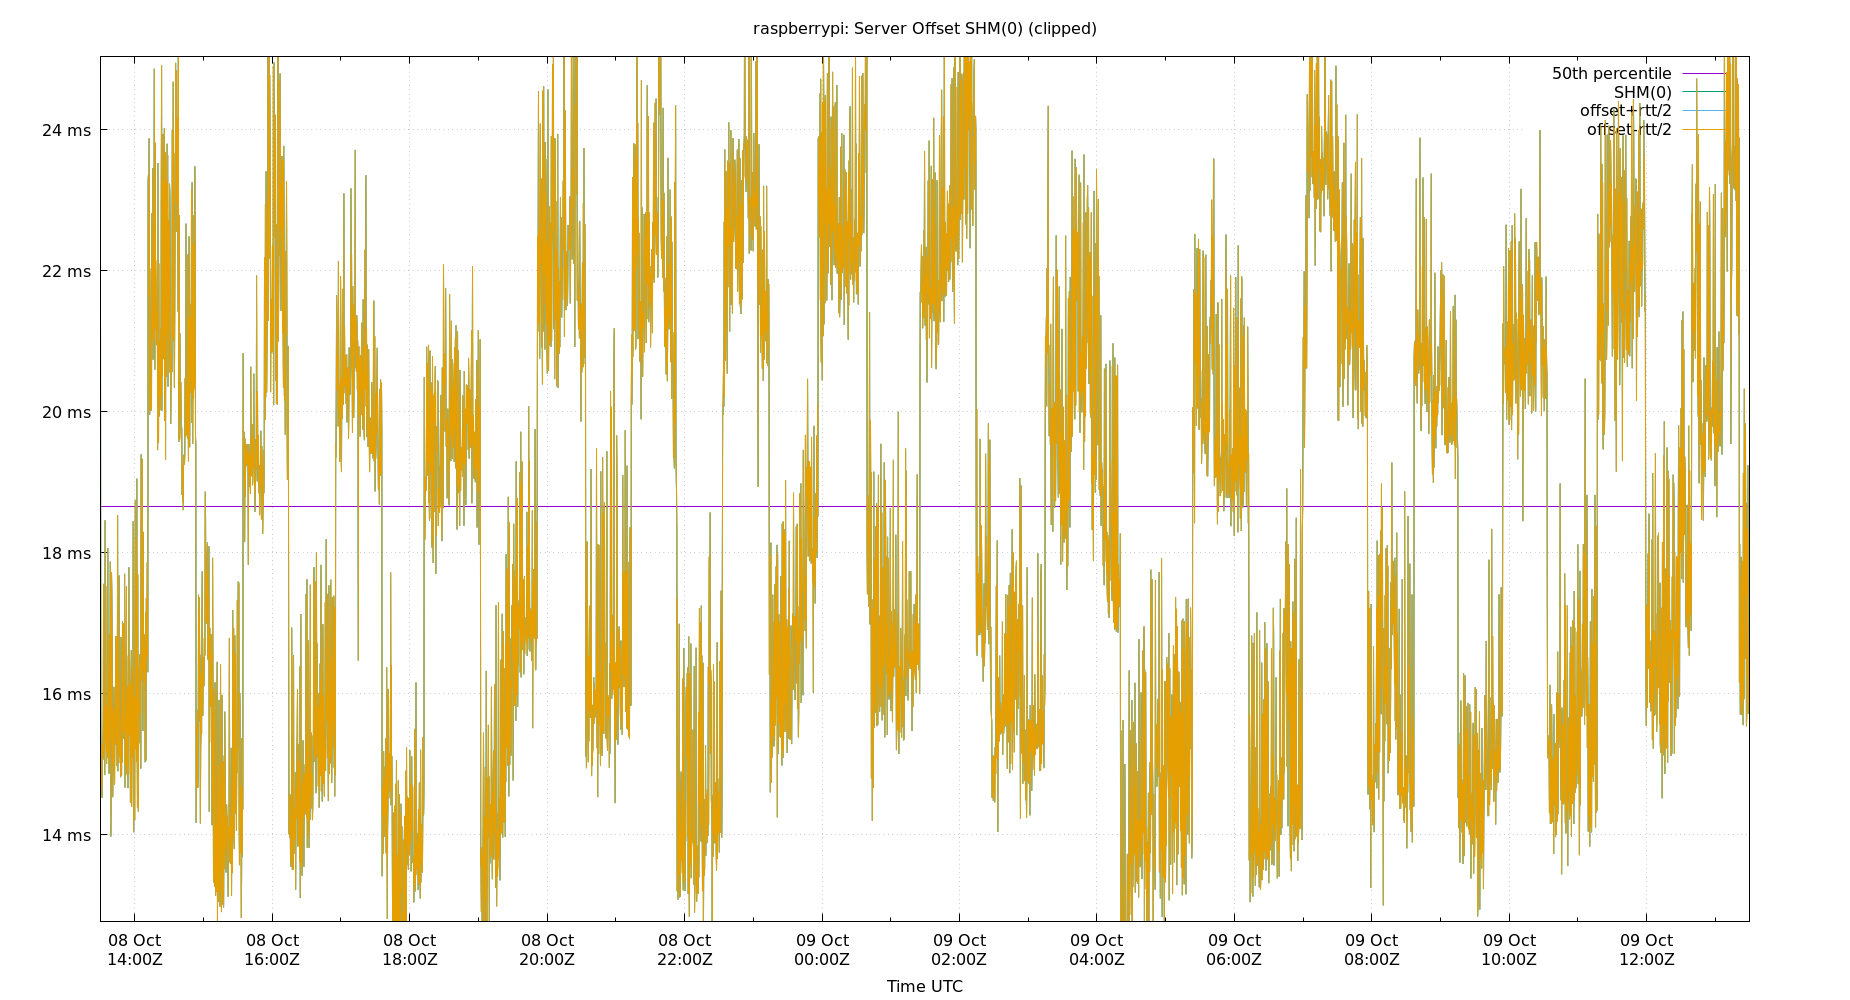 raspberrypi: Server Offset SHM(0) (clipped)
50th percentile
SHM(0)
offset+rtt/2
offset-rtt/2
24 ms
22 ms
20 ms
18 ms
16 ms
14 ms
08 Oct 08 Oct 08 Oct 08 Oct 08 Oct 09 Oct 09 Oct 09 Oct 09 Oct 09 Oct 09 Oct 09 Oct
14:00Z 16:00Z 18:00Z 20:00Z 22:00Z 00:00Z 02:00Z 04:00Z 06:00Z 08:00Z 10:00Z 12:00Z
Time UTC